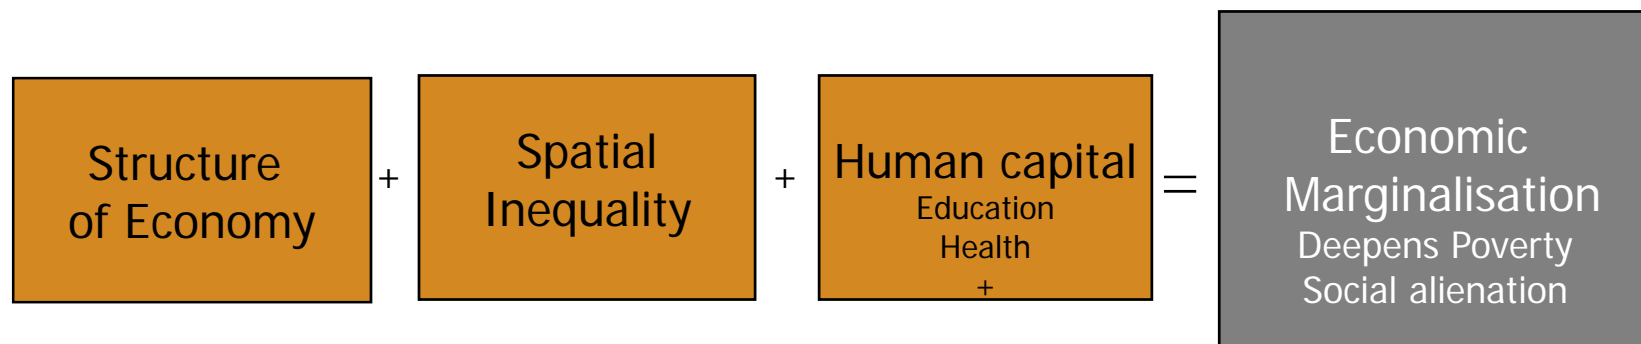 Structure
of Economy
+
Spatial
Inequality
+
Human capital
Education
Health
+
=
Economic
Marginalisation
Deepens Poverty
Social alienation